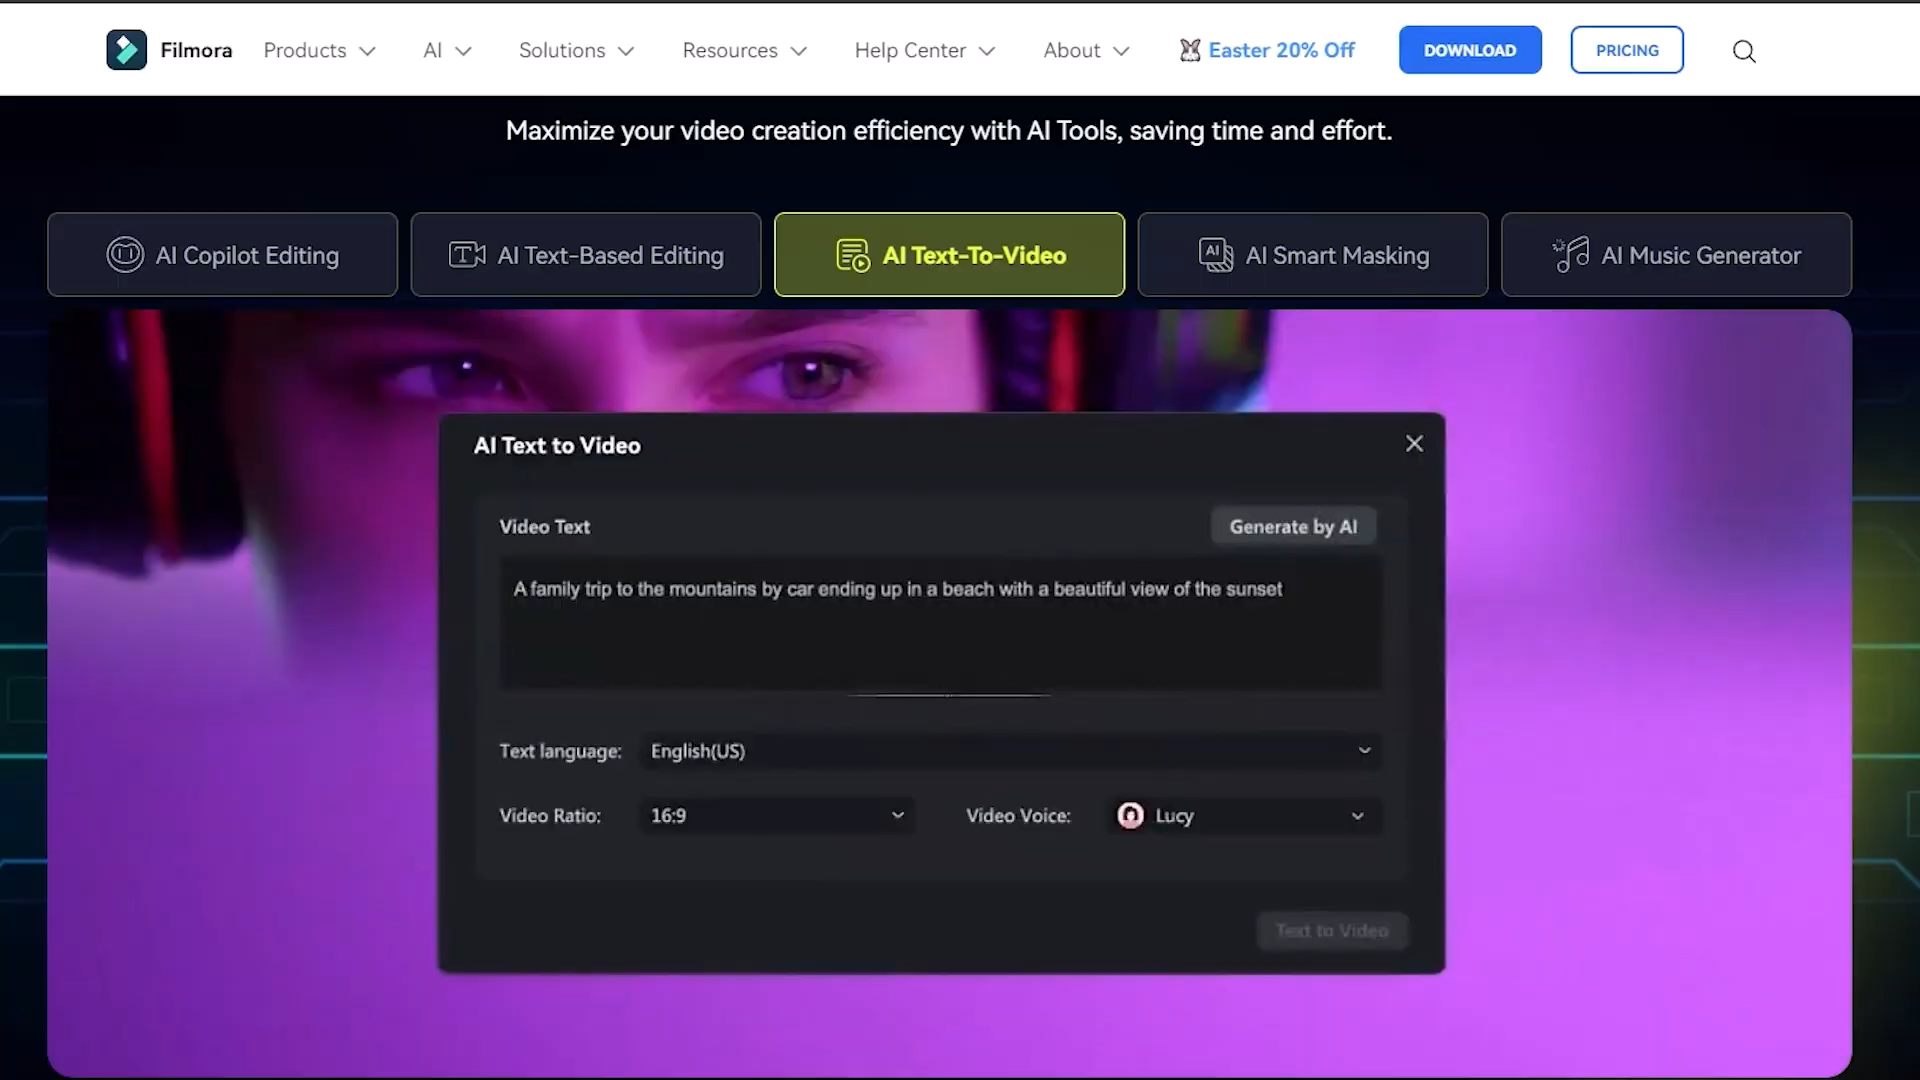 Filmora Products AI Solutions Resources Help Center About Easter 20% Off DOWNLOAD PRICING
Maximize your video creation efficiency with AI Tools, saving time and effort.
AI Copilot Editing T AI Text-Based Editing AI Text-To-Video AI AI Smart Masking AI Music Generator
AI Text to Video
Video Text Generate by AI
A family trip to the mountains by car ending up in a beach with a beautiful view of the sunset
Text language: English(US)
Video Ratio: 16:9 Video Voice: Lucy
Text to Video